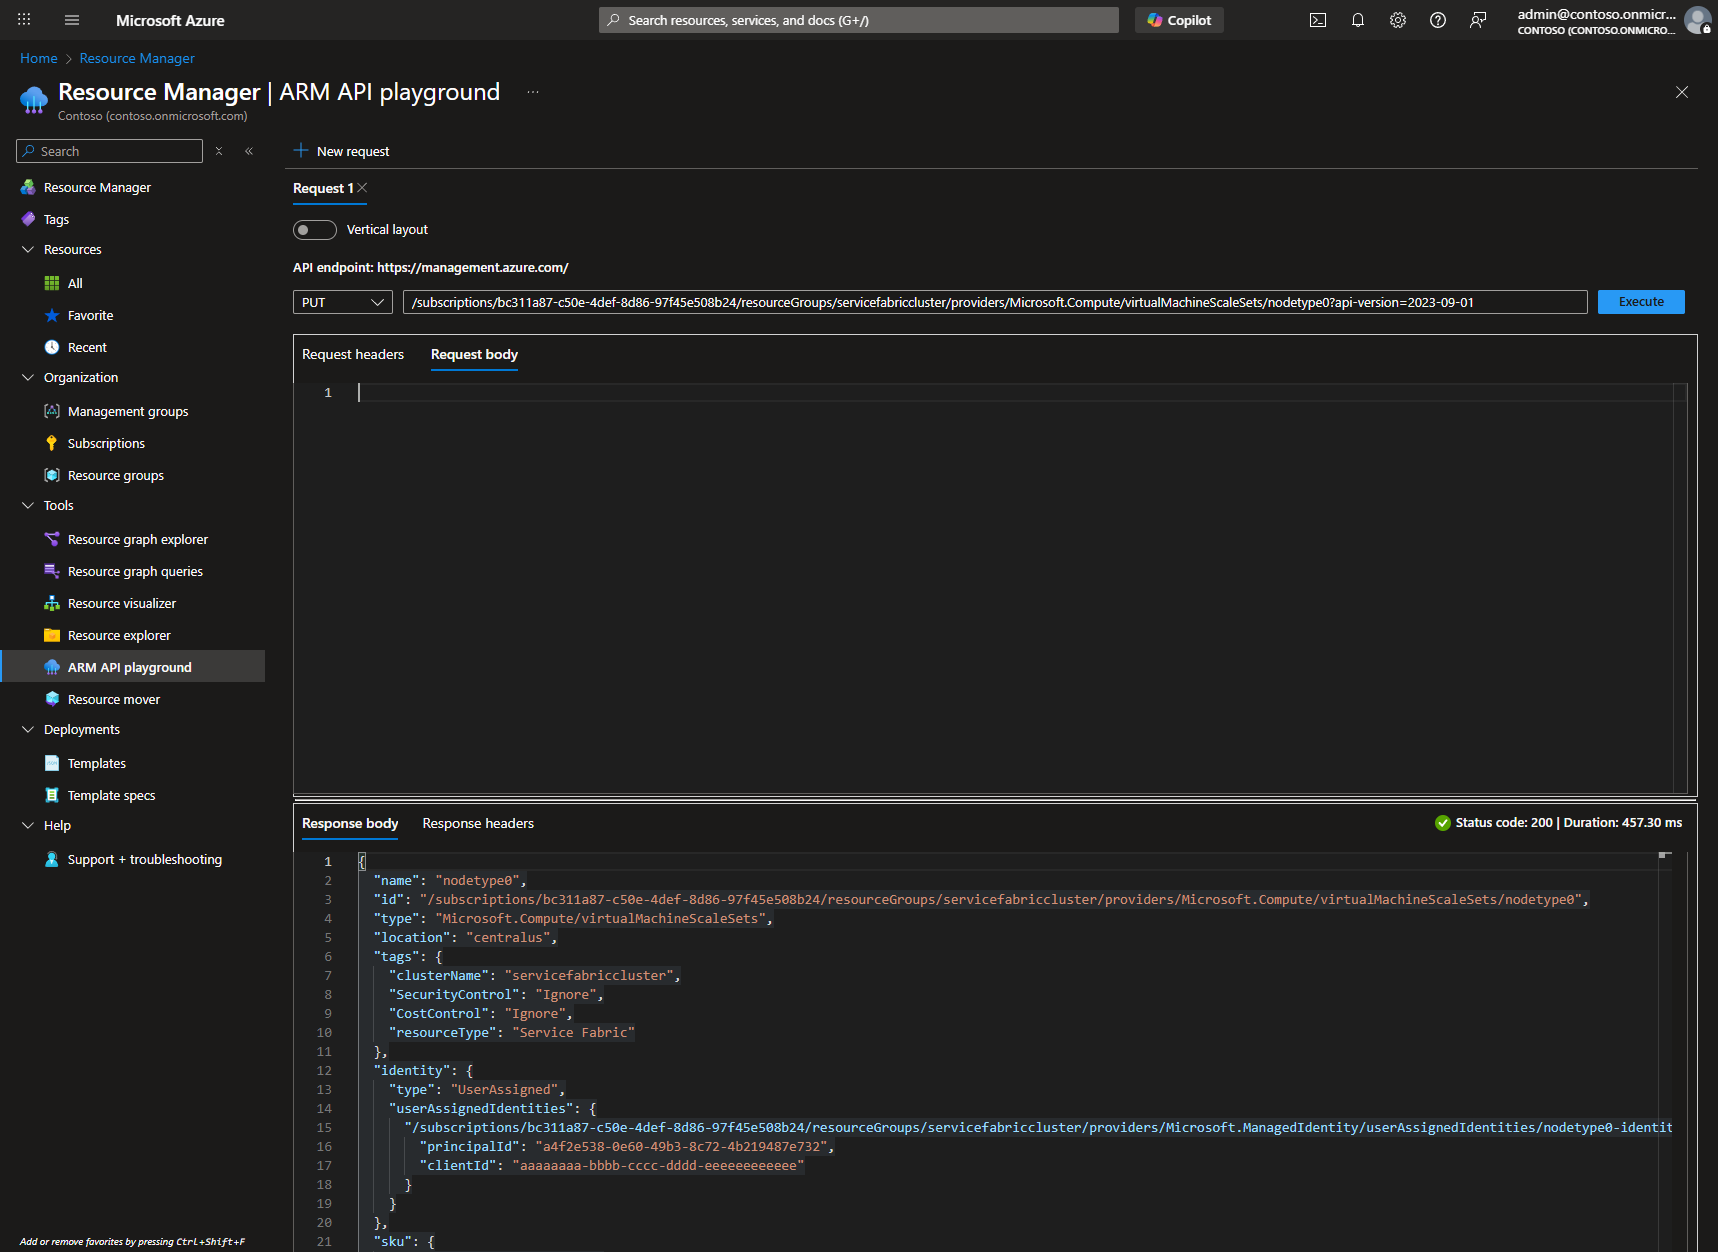 Microsoft Azure
Search resources, services, and docs (G+/)
Copilot
admin@contoso.onmicr...
CONTOSO (CONTOSO.ONMICRO...
Home > Resource Manager
Resource Manager | ARM API playground ...
Contoso (contoso.onmicrosoft.com)
Search
Resource Manager
Tags
Resources
All
Favorite
Recent
Organization
Management groups
Subscriptions
Resource groups
Tools
Resource graph explorer
Resource graph queries
Resource visualizer
Resource explorer
ARM API playground
Resource mover
Deployments
Templates
Template specs
Help
Support + troubleshooting
Add or remove favorites by pressing Ctrl+Shift+F
New request
Request 1
Vertical layout
API endpoint: https://management.azure.com/
PUT
/subscriptions/bc311a87-c50e-4def-8d86-97f45e508b24/resourceGroups/servicefabriccluster/providers/Microsoft.Compute/virtualMachineScaleSets/nodetype0?api-version=2023-09-01
Execute
Request headers
Request body
1
Response body
Response headers
Status code: 200 | Duration: 457.30 ms
1 {
2 "name": "nodetype0",
3 "id": "/subscriptions/bc311a87-c50e-4def-8d86-97f45e508b24/resourceGroups/servicefabriccluster/providers/Microsoft.Compute/virtualMachineScaleSets/nodetype0",
4 "type": "Microsoft.Compute/virtualMachineScaleSets",
5 "location": "centralus",
6 "tags": {
7 "clusterName": "servicefabriccluster",
8 "SecurityControl": "Ignore",
9 "CostControl": "Ignore",
10 "resourceType": "Service Fabric"
11 },
12 "identity": {
13 "type": "UserAssigned",
14 "userAssignedIdentities": {
15 "/subscriptions/bc311a87-c50e-4def-8d86-97f45e508b24/resourceGroups/servicefabriccluster/providers/Microsoft.ManagedIdentity/userAssignedIdentities/nodetype0-identit
16 "principalId": "a4f2e538-0e60-49b3-8c72-4b219487e732",
17 "clientId": "aaaaaaaa-bbbb-cccc-dddd-eeeeeeeeeeee"
18 }
19 }
20 },
21 "sku": {